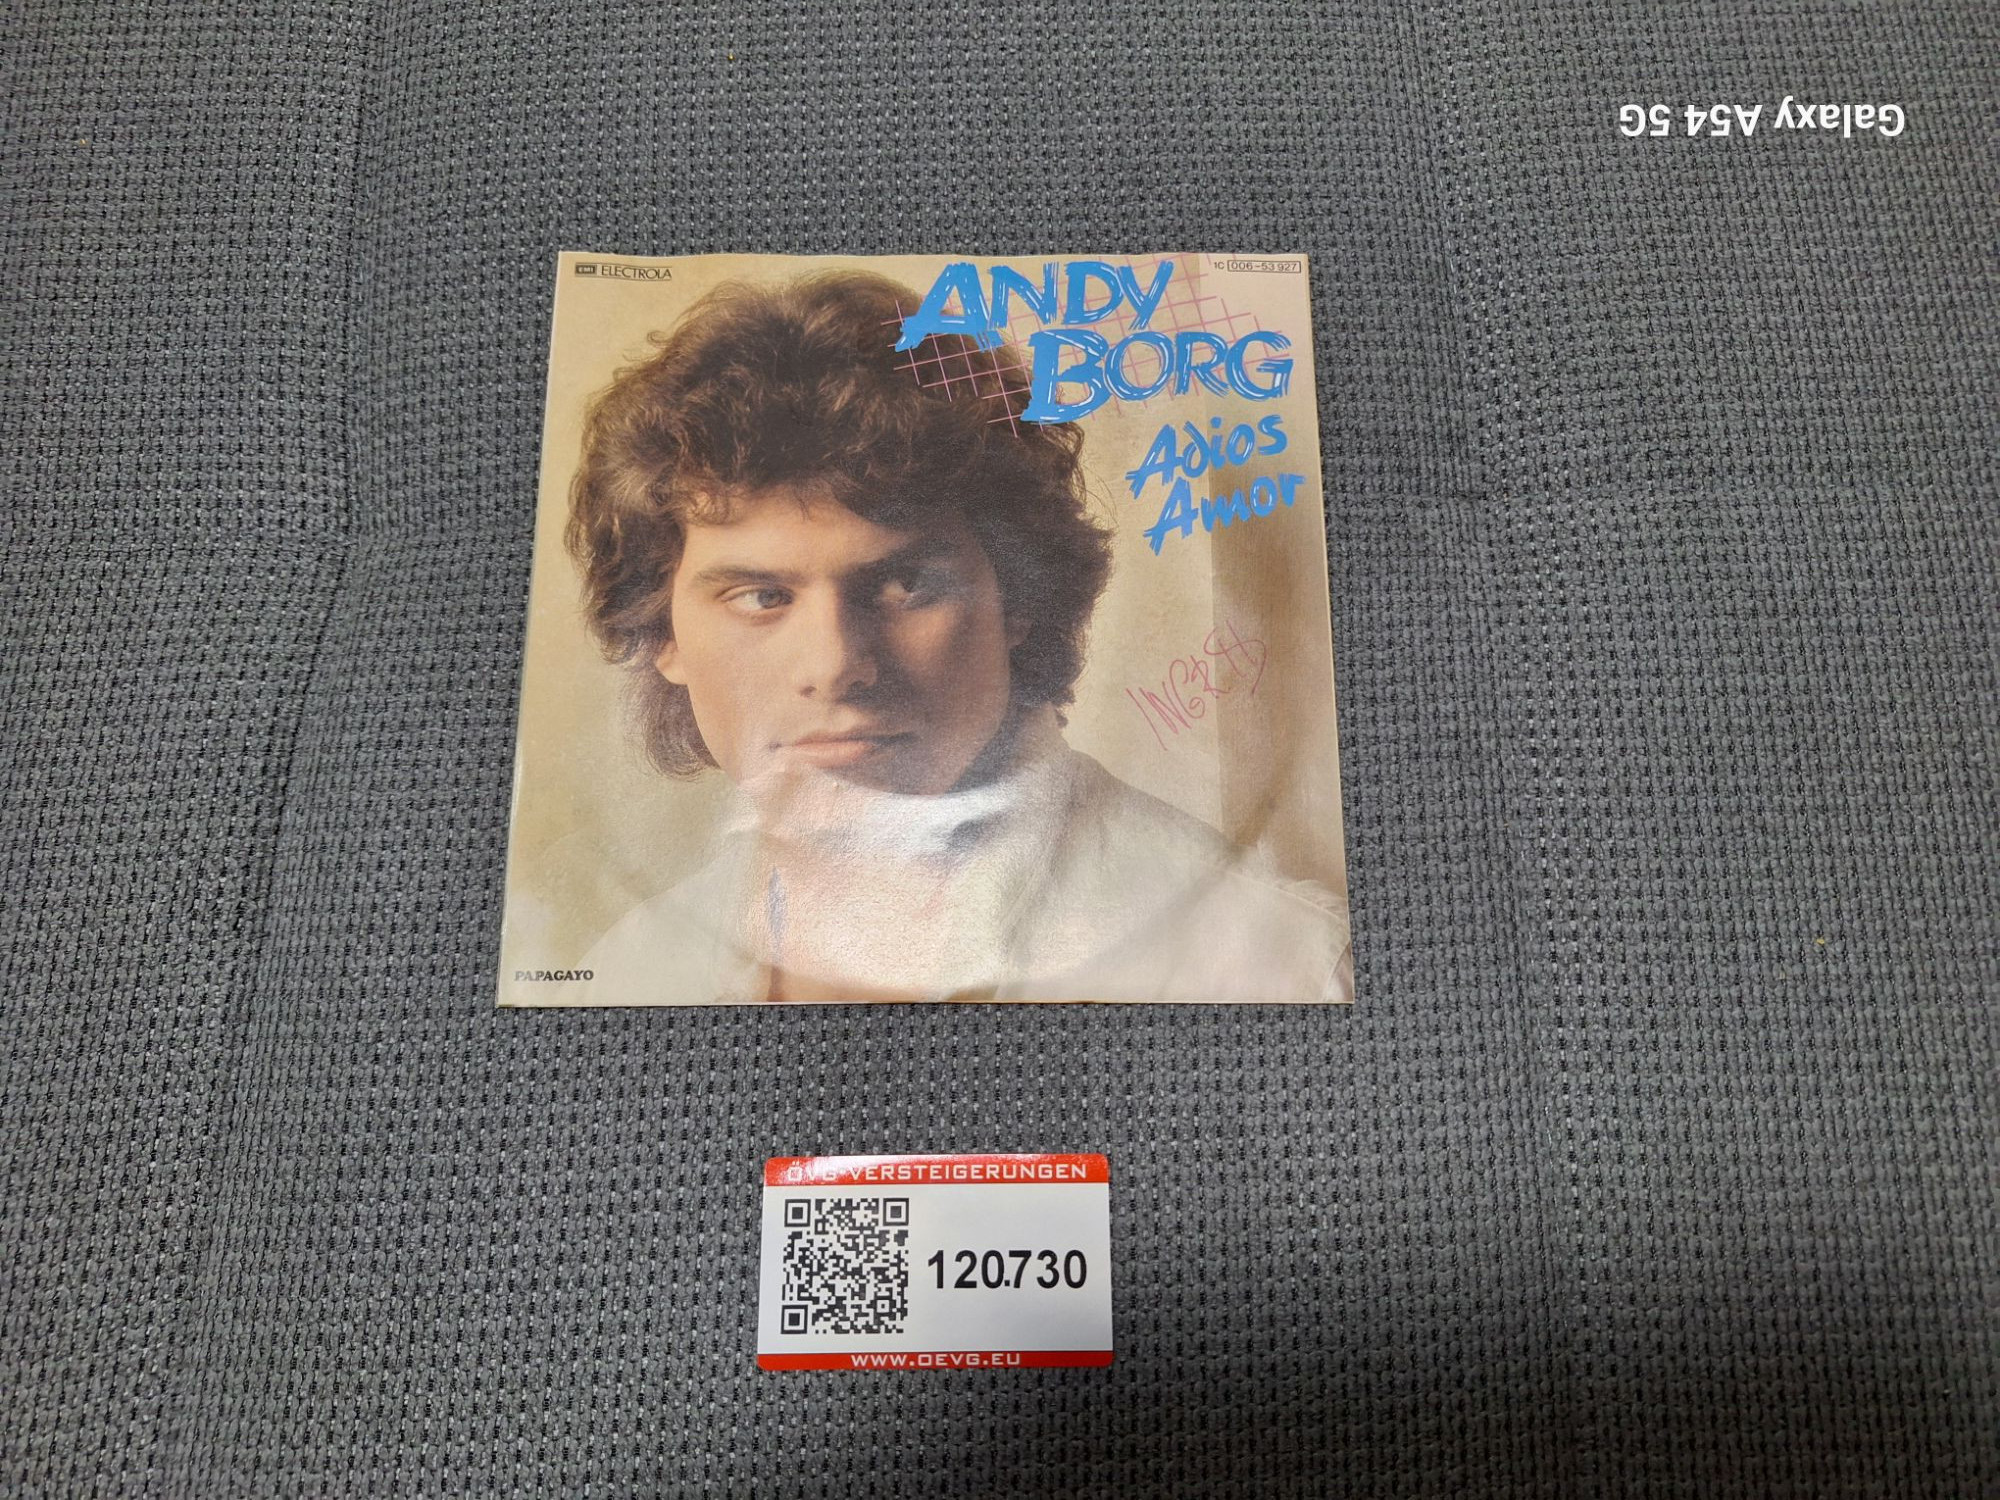 Galaxy A54 5G
EMI ELECTROLA
1C 006-53 927
ANDY
BORG
Adios
Amor
INGRID
PAPAGAYO
ÖVG-VERSTEIGERUNGEN
120.730
WWW.OEVG.EU